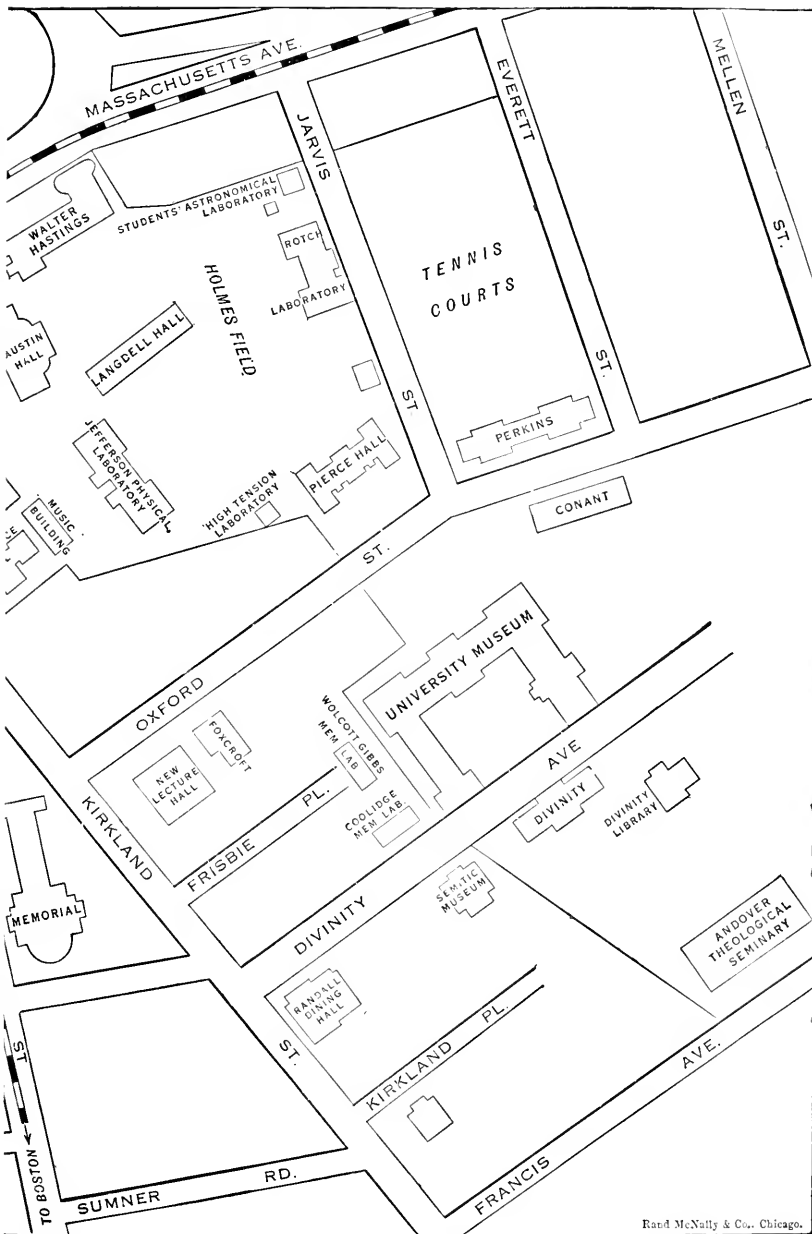 MASSACHUSETTS AVE.
JARVIS
ST.
EVERETT
ST.
MELLEN
ST.
WALTER
HASTINGS
STUDENTS' ASTRONOMICAL
LABORATORY
ROTCH
LABORATORY
HOLMES FIELD
TENNIS
COURTS
AUSTIN
HALL
LANGDELL HALL
JEFFERSON PHYSICAL
LABORATORY
HIGH TENSION
LABORATORY
PIERCE HALL
PERKINS
MUSIC
BUILDING
CONANT
OXFORD
ST.
UNIVERSITY MUSEUM
FOXCROFT
NEW
LECTURE
HALL
WOLCOTT GIBBS
MEM LAB
COOLIDGE
MEM LAB.
KIRKLAND
ST.
FRISBIE
PL.
DIVINITY
AVE
DIVINITY
DIVINITY
LIBRARY
SEMITIC
MUSEUM
MEMORIAL
ANDOVER
THEOLOGICAL
SEMINARY
RANDALL
DINING
HALL
KIRKLAND
PL.
FRANCIS
AVE.
ST
TO BOSTON
SUMNER
RD.
Rand McNally & Co., Chicago.